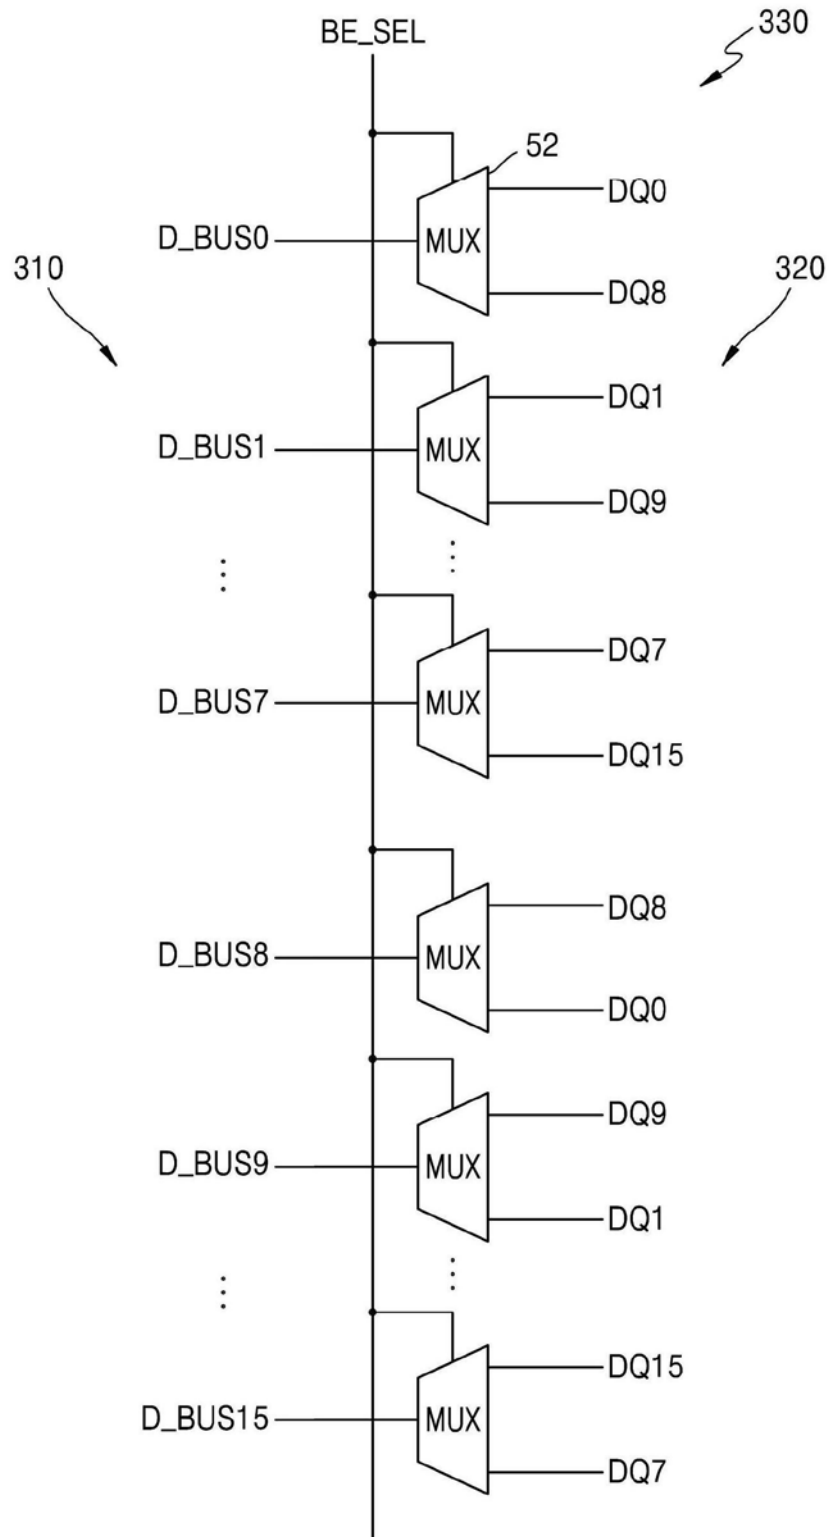 BE_SEL
330
52
DQ0
D_BUS0 MUX
310
320
DQ8
DQ1
D_BUS1 MUX
DQ9
DQ7
D_BUS7 MUX
DQ15
DQ8
D_BUS8 MUX
DQ0
DQ9
D_BUS9 MUX
DQ1
DQ15
D_BUS15 MUX
DQ7